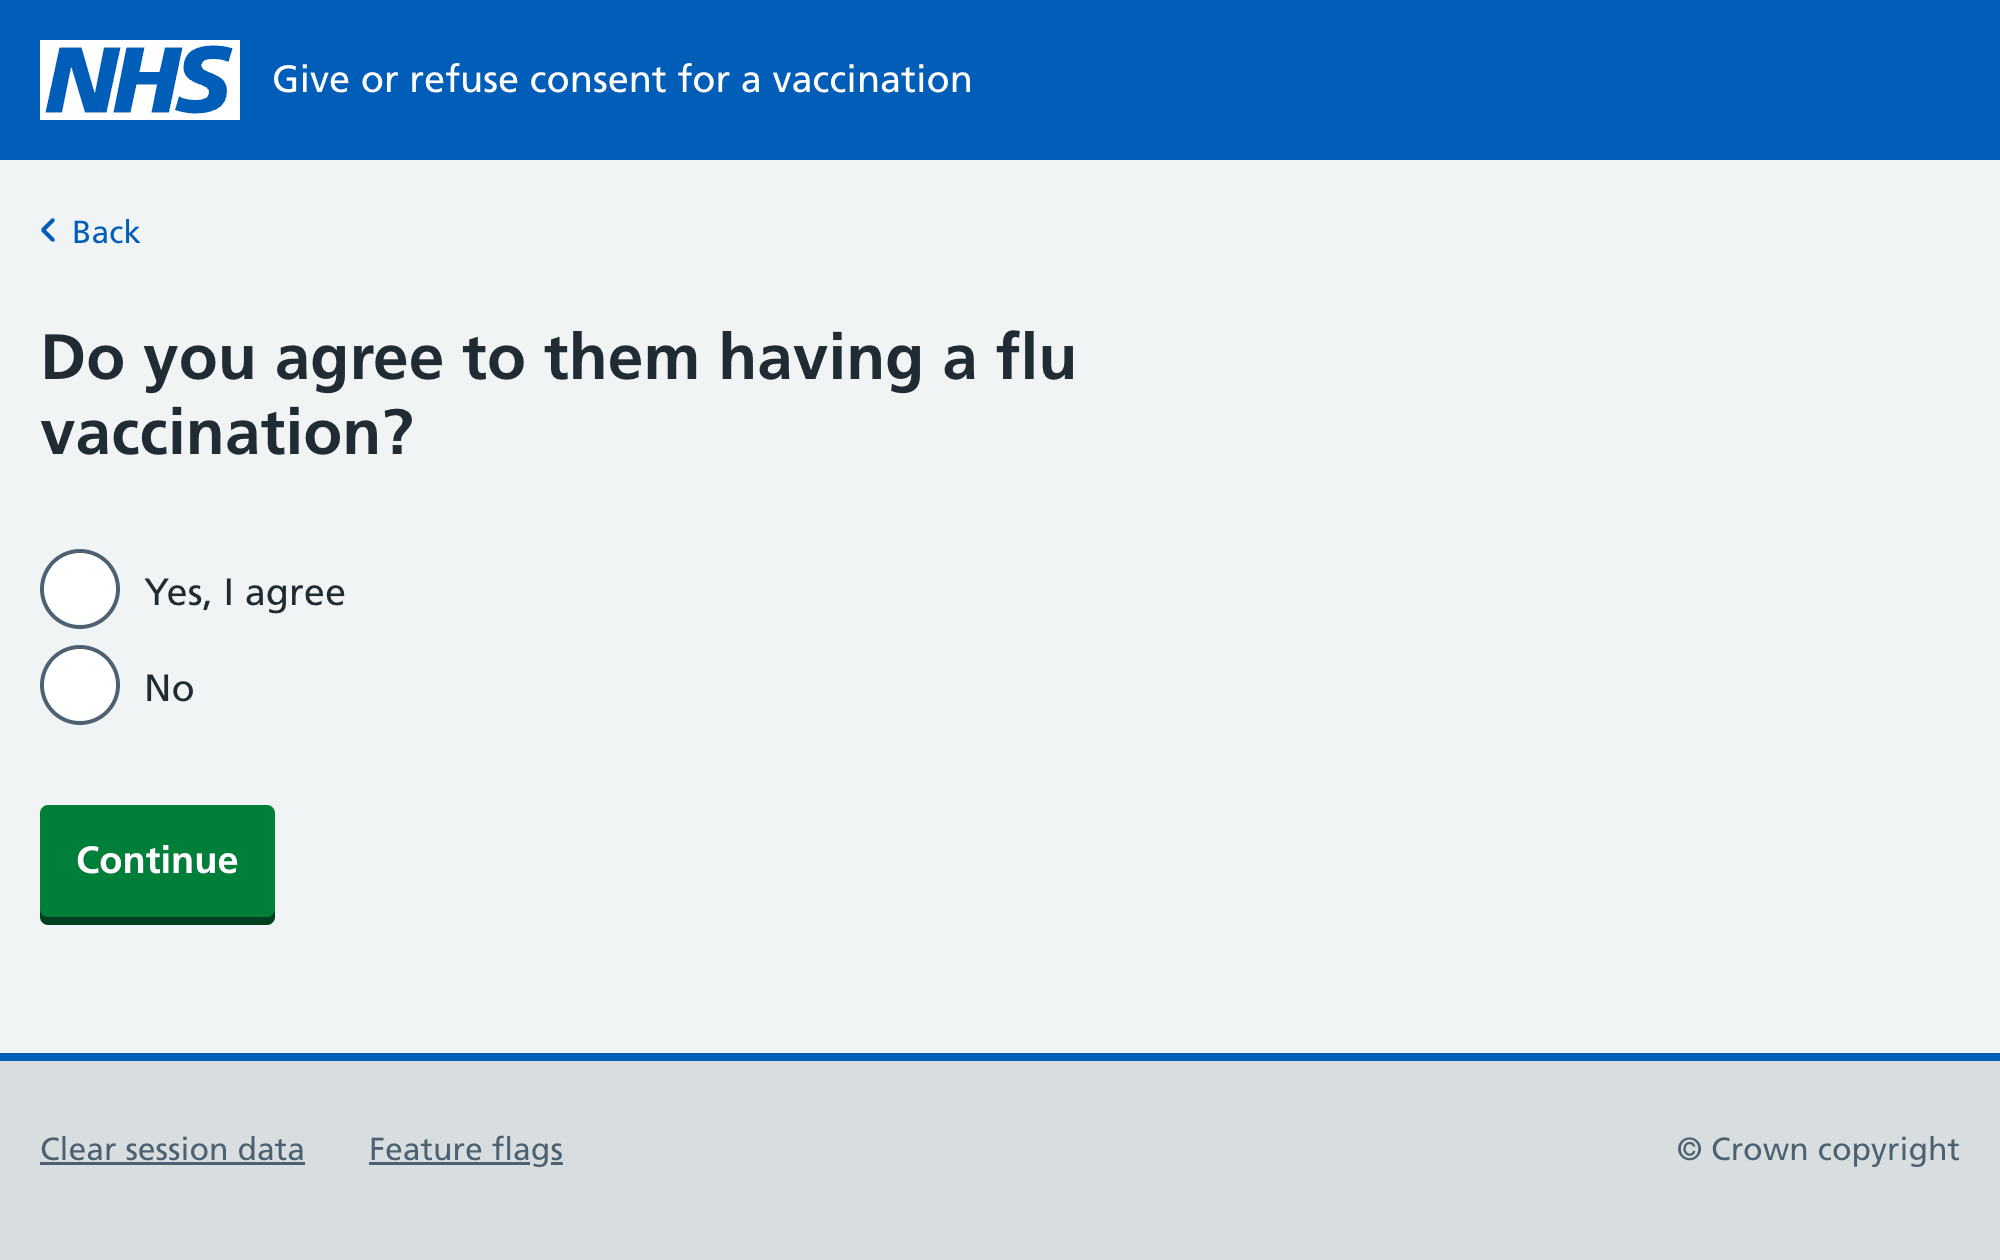 NHS
Give or refuse consent for a vaccination
Back
Do you agree to them having a flu
vaccination?
Yes, I agree
No
Continue
Clear session data
Feature flags
© Crown copyright